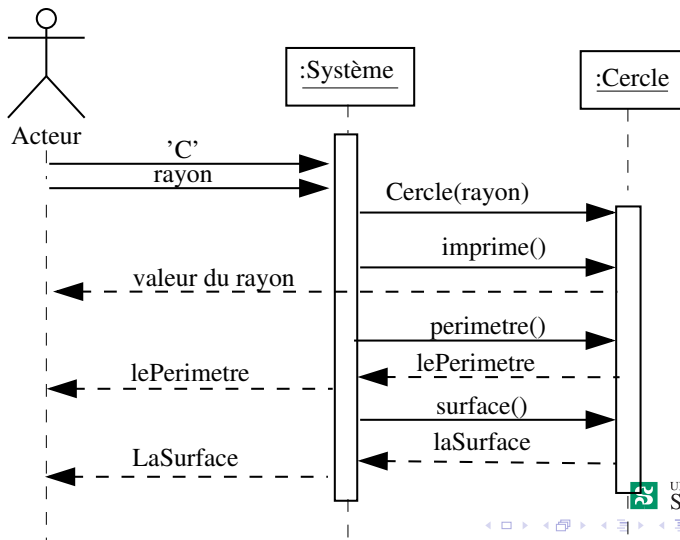 :Système
:Cercle
Acteur
'C'
rayon
Cercle(rayon)
imprime()
valeur du rayon
perimetre()
lePerimetre
lePerimetre
surface()
laSurface
LaSurface